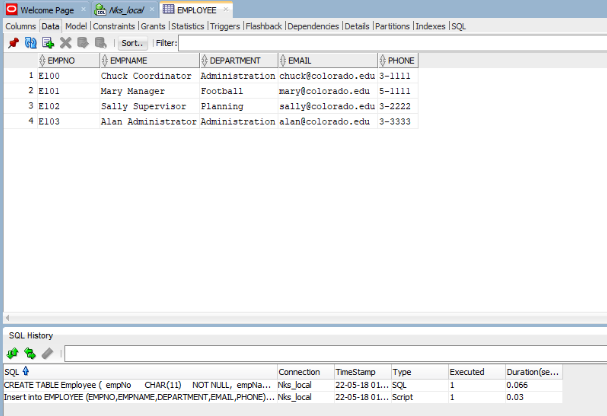 Welcome Page Nks_local EMPLOYEE
Columns Data Model Constraints Grants Statistics Triggers Flashback Dependencies Details Partitions Indexes SQL
Sort.. Filter:
EMPNO EMPNAME DEPARTMENT EMAIL PHONE
1 E100 Chuck Coordinator Administration chuck@colorado.edu 3-1111
2 E101 Mary Manager Football mary@colorado.edu 5-1111
3 E102 Sally Supervisor Planning sally@colorado.edu 3-2222
4 E103 Alan Administrator Administration alan@colorado.edu 3-3333
SQL History
SQL Connection TimeStamp Type Executed Duration(se...
CREATE TABLE Employee ( empNo CHAR(11) NOT NULL, empNa... Nks_local 22-05-18 01... SQL 1 0.066
Insert into EMPLOYEE (EMPNO,EMPNAME,DEPARTMENT,EMAIL,PHONE)... Nks_local 22-05-18 01... Script 1 0.03